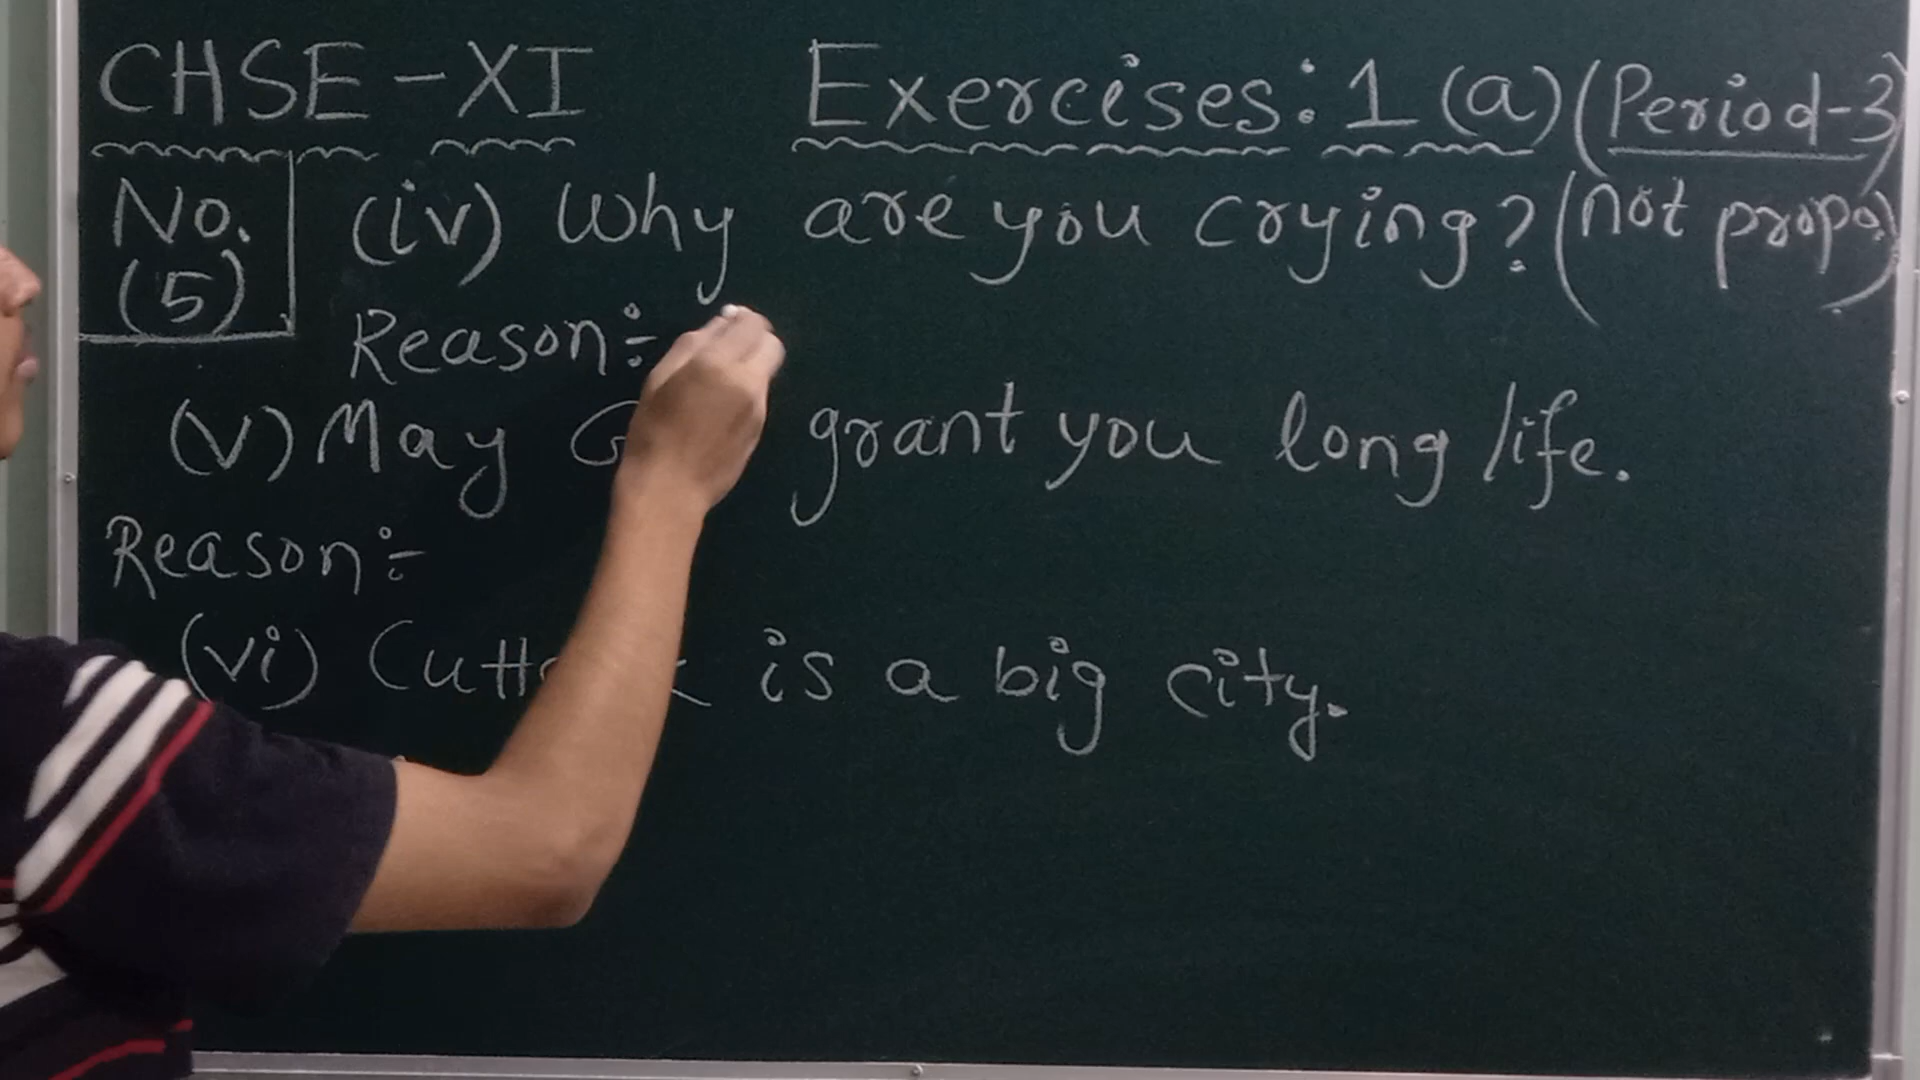 CHSE-XI Exercises: 1 (a) (Period-3)
No. (5)
(iv) Why are you crying? (not propo.)
Reason:-
(v) May grant you long life.
Reason:-
(vi) is a big city.